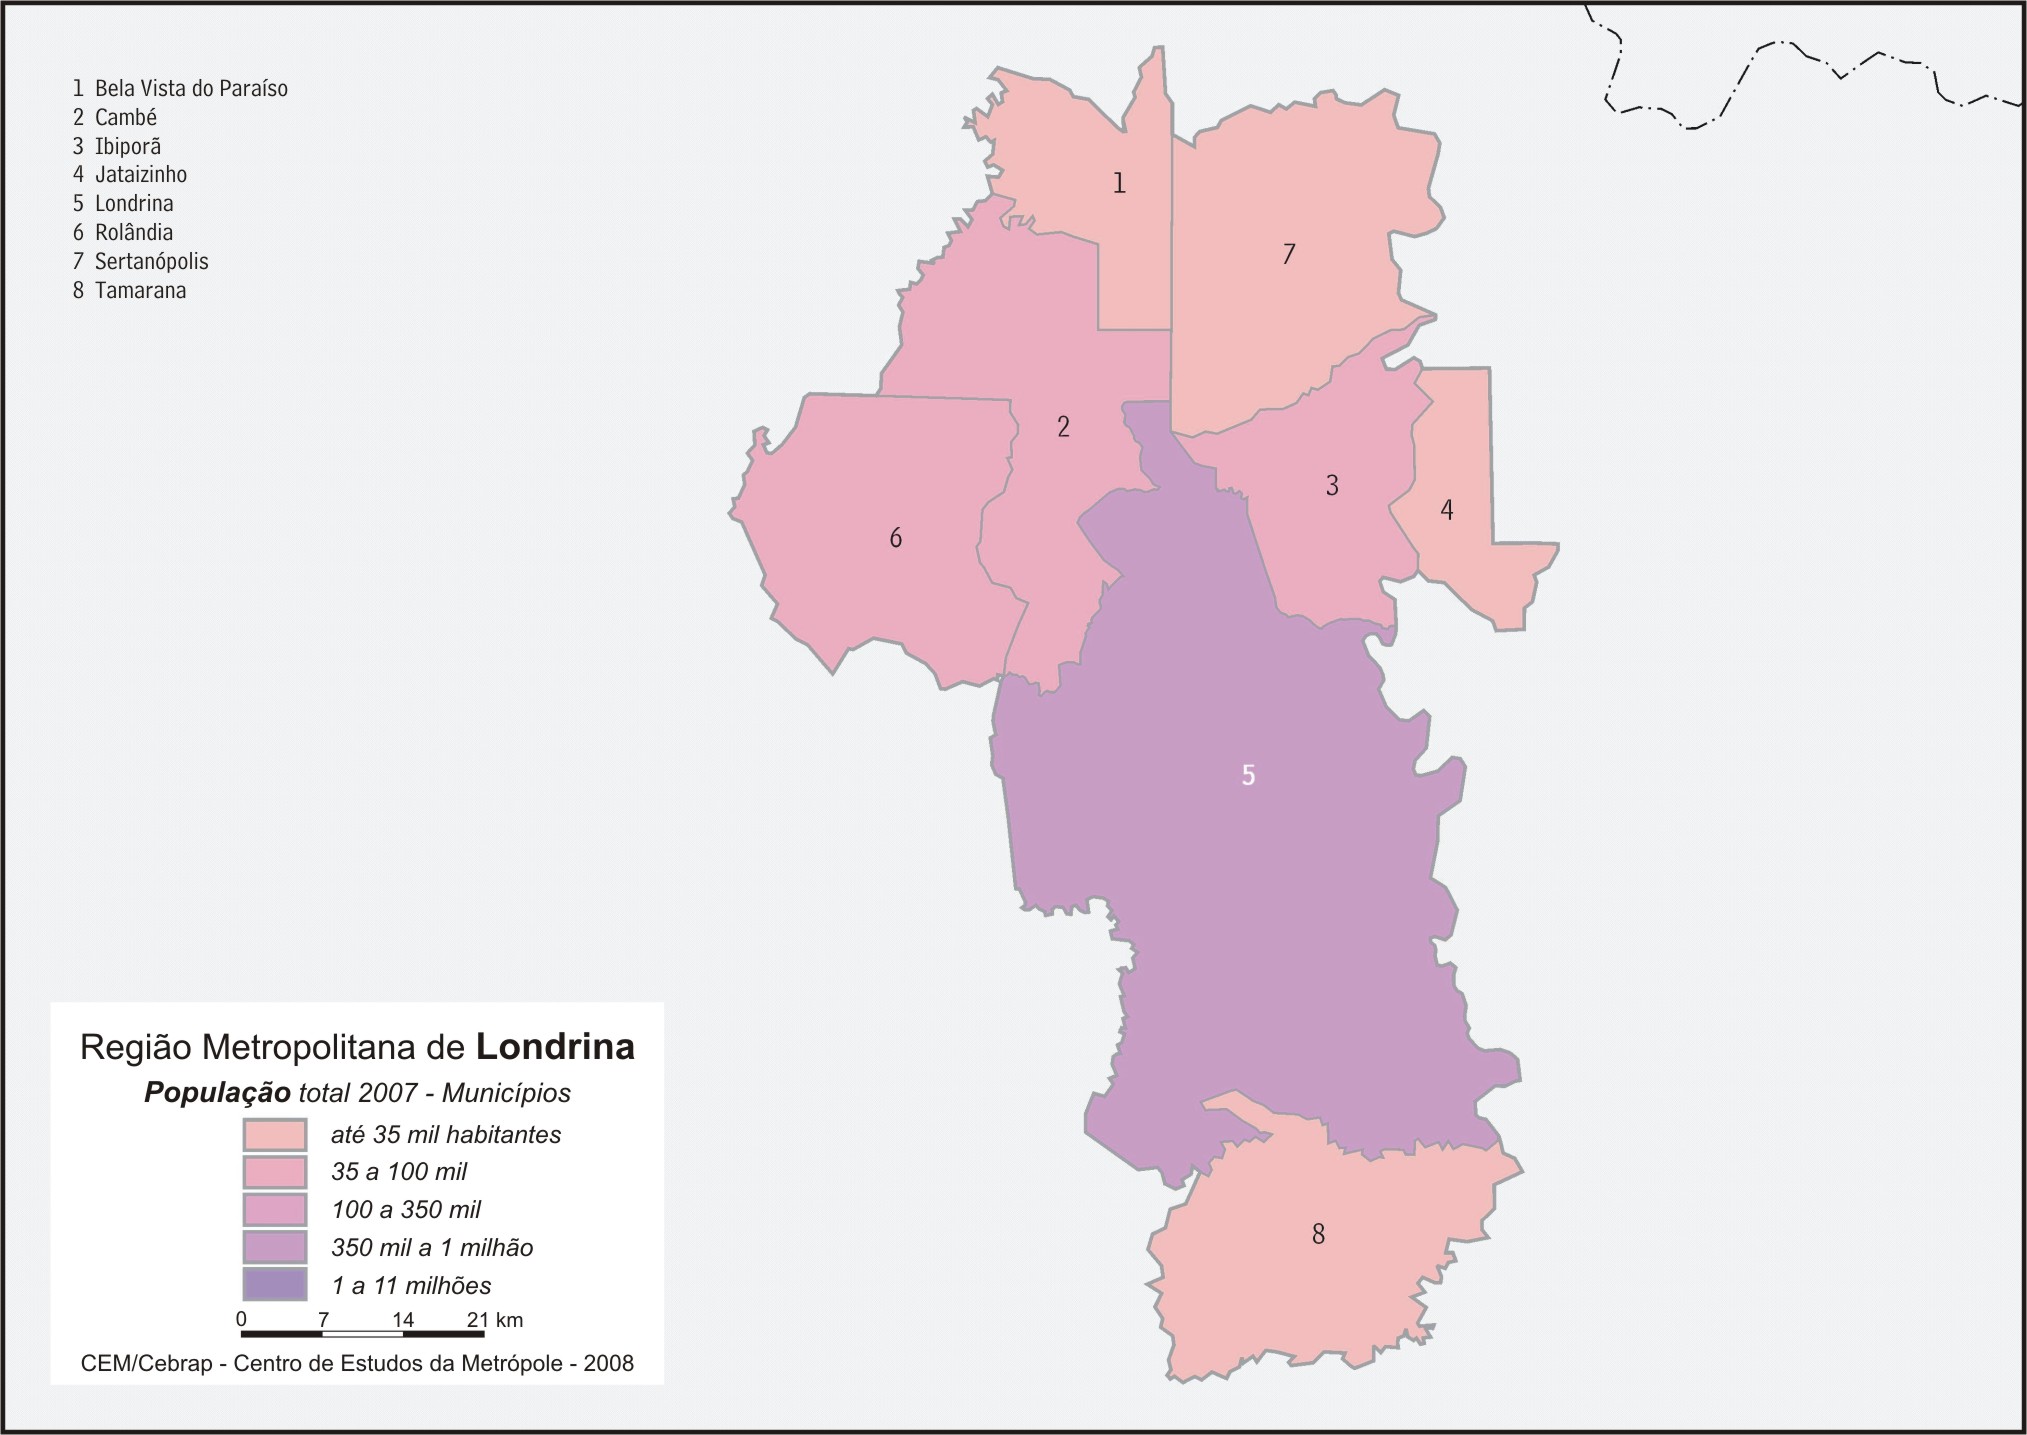 1 Bela Vista do Paraíso
2 Cambé
3 Ibiporã
4 Jataizinho
5 Londrina
6 Rolândia
7 Sertanópolis
8 Tamarana
1
7
2
3
4
6
5
8
Região Metropolitana de Londrina
População total 2007 - Municípios
até 35 mil habitantes
35 a 100 mil
100 a 350 mil
350 mil a 1 milhão
1 a 11 milhões
0 7 14 21 km
CEM/Cebrap - Centro de Estudos da Metrópole - 2008